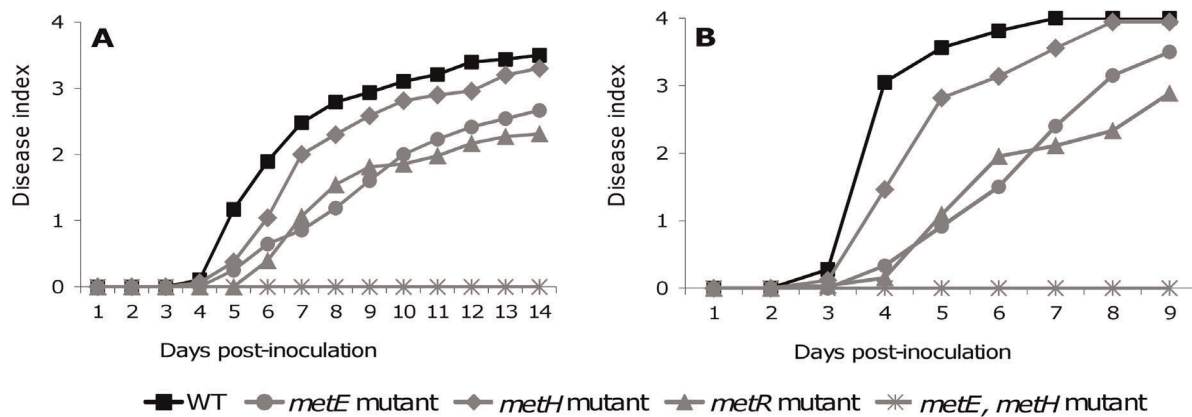 A
Disease index
4
3
2
1
0
1 2 3 4 5 6 7 8 9 10 11 12 13 14
Days post-inoculation
B
Disease index
4
3
2
1
0
1 2 3 4 5 6 7 8 9
Days post-inoculation
WT metE mutant metH mutant metR mutant metE, metH mutant